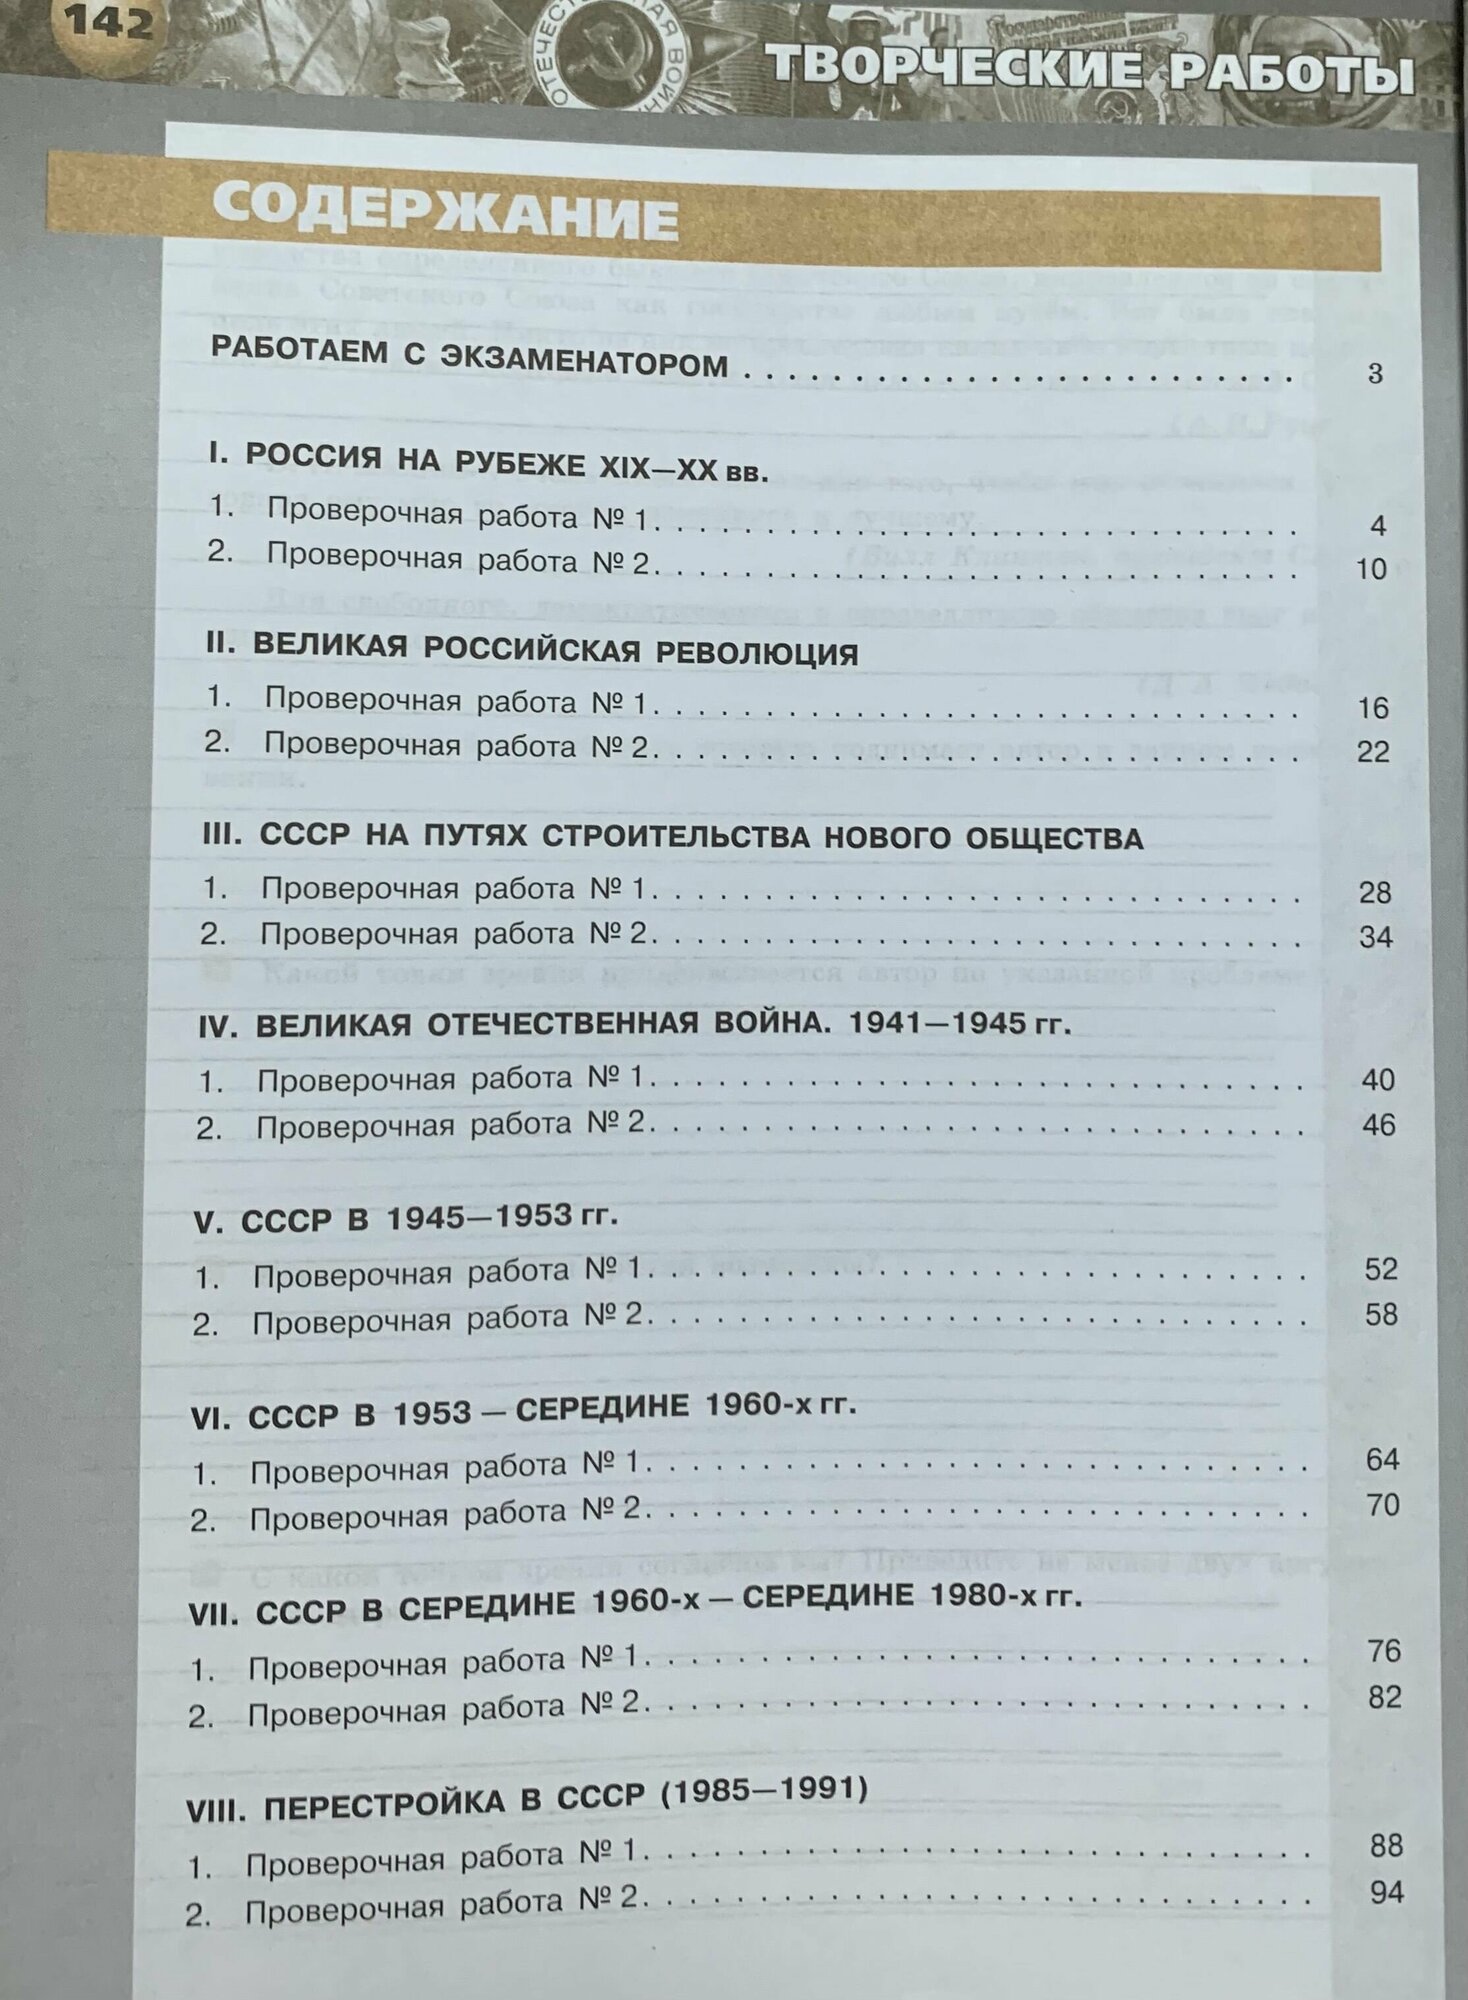 142
ТВОРЧЕСКИЕ РАБОТЫ
СОДЕРЖАНИЕ
РАБОТАЕМ С ЭКЗАМЕНАТОРОМ . . . . . . . . . . . . . . . . . . . . . . . . . 3
I. РОССИЯ НА РУБЕЖЕ XIX—XX вв.
1. Проверочная работа № 1. . . . . . . . . . . . . . . . . . . . . . . . . . . . . 4
2. Проверочная работа № 2. . . . . . . . . . . . . . . . . . . . . . . . . . . . . 10
II. ВЕЛИКАЯ РОССИЙСКАЯ РЕВОЛЮЦИЯ
1. Проверочная работа № 1. . . . . . . . . . . . . . . . . . . . . . . . . . . . . 16
2. Проверочная работа № 2. . . . . . . . . . . . . . . . . . . . . . . . . . . . . 22
III. СССР НА ПУТЯХ СТРОИТЕЛЬСТВА НОВОГО ОБЩЕСТВА
1. Проверочная работа № 1. . . . . . . . . . . . . . . . . . . . . . . . . . . . . 28
2. Проверочная работа № 2. . . . . . . . . . . . . . . . . . . . . . . . . . . . . 34
IV. ВЕЛИКАЯ ОТЕЧЕСТВЕННАЯ ВОЙНА. 1941—1945 гг.
1. Проверочная работа № 1. . . . . . . . . . . . . . . . . . . . . . . . . . . . . 40
2. Проверочная работа № 2. . . . . . . . . . . . . . . . . . . . . . . . . . . . . 46
V. СССР В 1945—1953 гг.
1. Проверочная работа № 1. . . . . . . . . . . . . . . . . . . . . . . . . . . . . 52
2. Проверочная работа № 2. . . . . . . . . . . . . . . . . . . . . . . . . . . . . 58
VI. СССР В 1953 — СЕРЕДИНЕ 1960-х гг.
1. Проверочная работа № 1. . . . . . . . . . . . . . . . . . . . . . . . . . . . . 64
2. Проверочная работа № 2. . . . . . . . . . . . . . . . . . . . . . . . . . . . . 70
VII. СССР В СЕРЕДИНЕ 1960-х — СЕРЕДИНЕ 1980-х гг.
1. Проверочная работа № 1. . . . . . . . . . . . . . . . . . . . . . . . . . . . . 76
2. Проверочная работа № 2. . . . . . . . . . . . . . . . . . . . . . . . . . . . . 82
VIII. ПЕРЕСТРОЙКА В СССР (1985—1991)
1. Проверочная работа № 1. . . . . . . . . . . . . . . . . . . . . . . . . . . . . 88
2. Проверочная работа № 2. . . . . . . . . . . . . . . . . . . . . . . . . . . . . 94